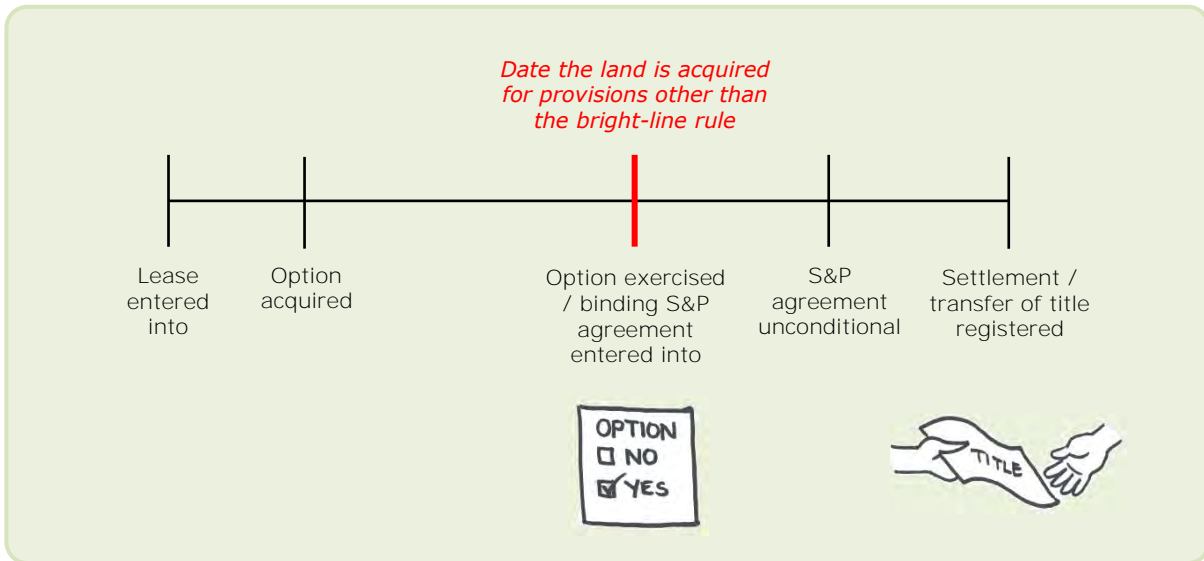 Date the land is acquired
for provisions other than
the bright-line rule
Lease
entered
into
Option
acquired
Option exercised
/ binding S&P
agreement
entered into
S&P
agreement
unconditional
Settlement /
transfer of title
registered
OPTION
NO
YES
TITLE